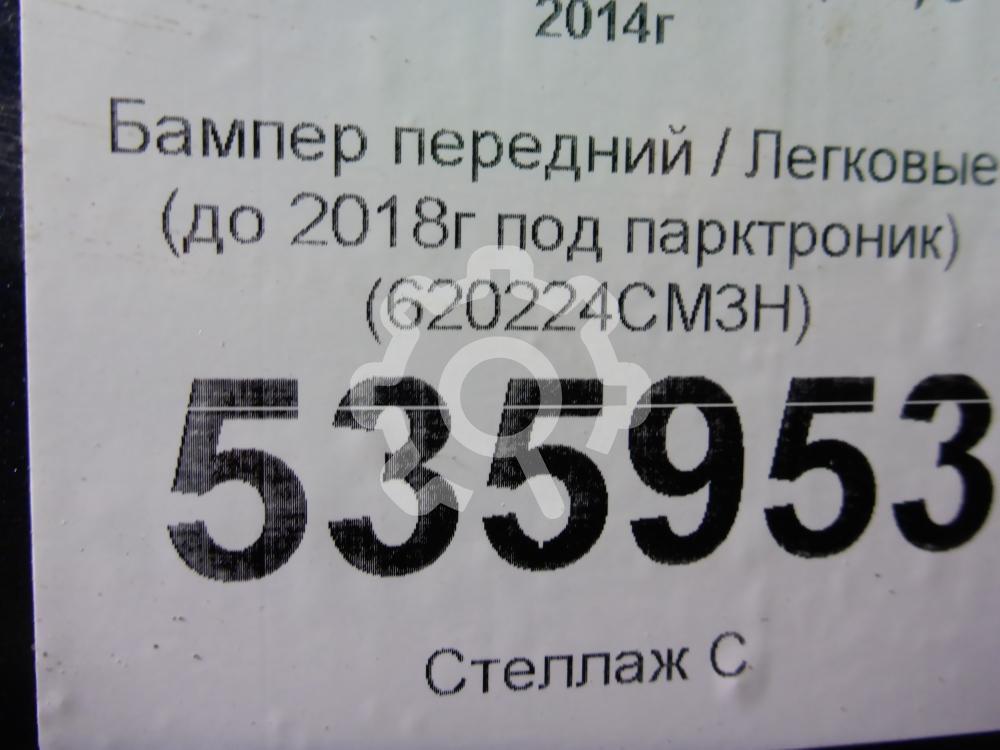 2014г
Бампер передний / Легковые
(до 2018г под парктроник)
(620224CM3H)
535953
Стеллаж С